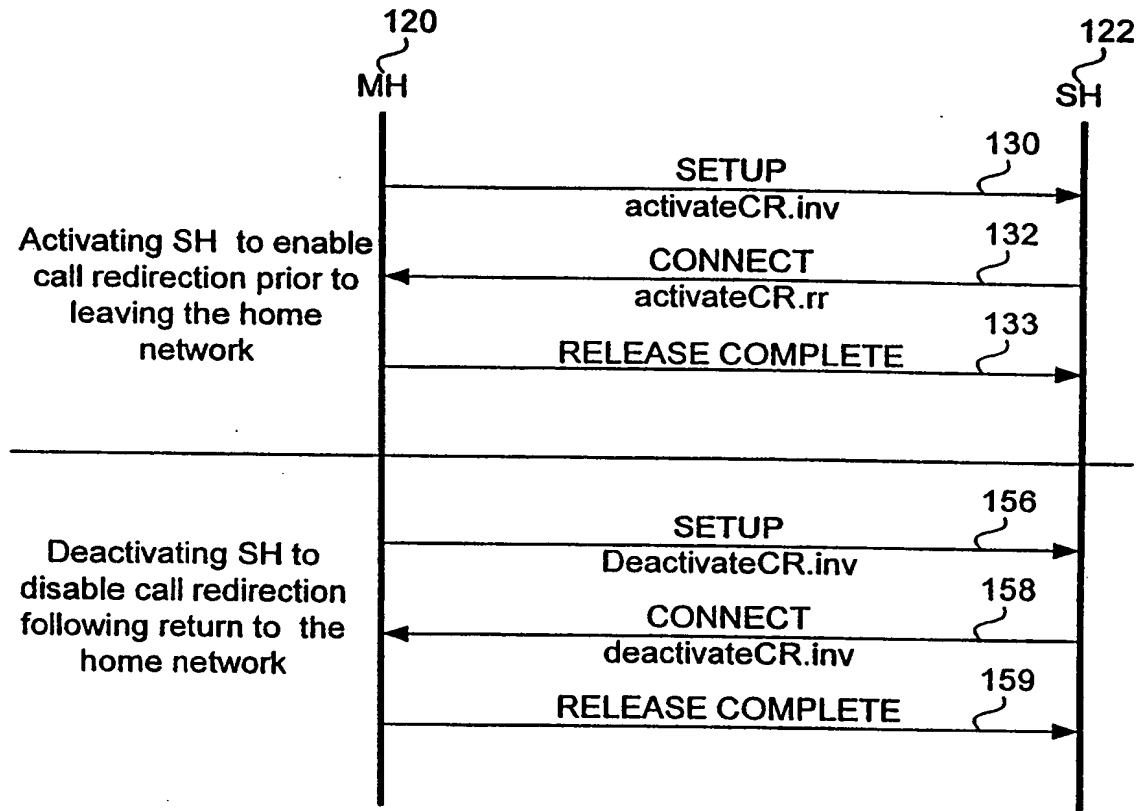 120
122
MH
SH
130
SETUP
activateCR.inv
132
Activating SH to enable
call redirection prior to
leaving the home
network
CONNECT
activateCR.rr
133
RELEASE COMPLETE
156
SETUP
DeactivateCR.inv
Deactivating SH to
disable call redirection
following return to the
home network
158
CONNECT
deactivateCR.inv
159
RELEASE COMPLETE